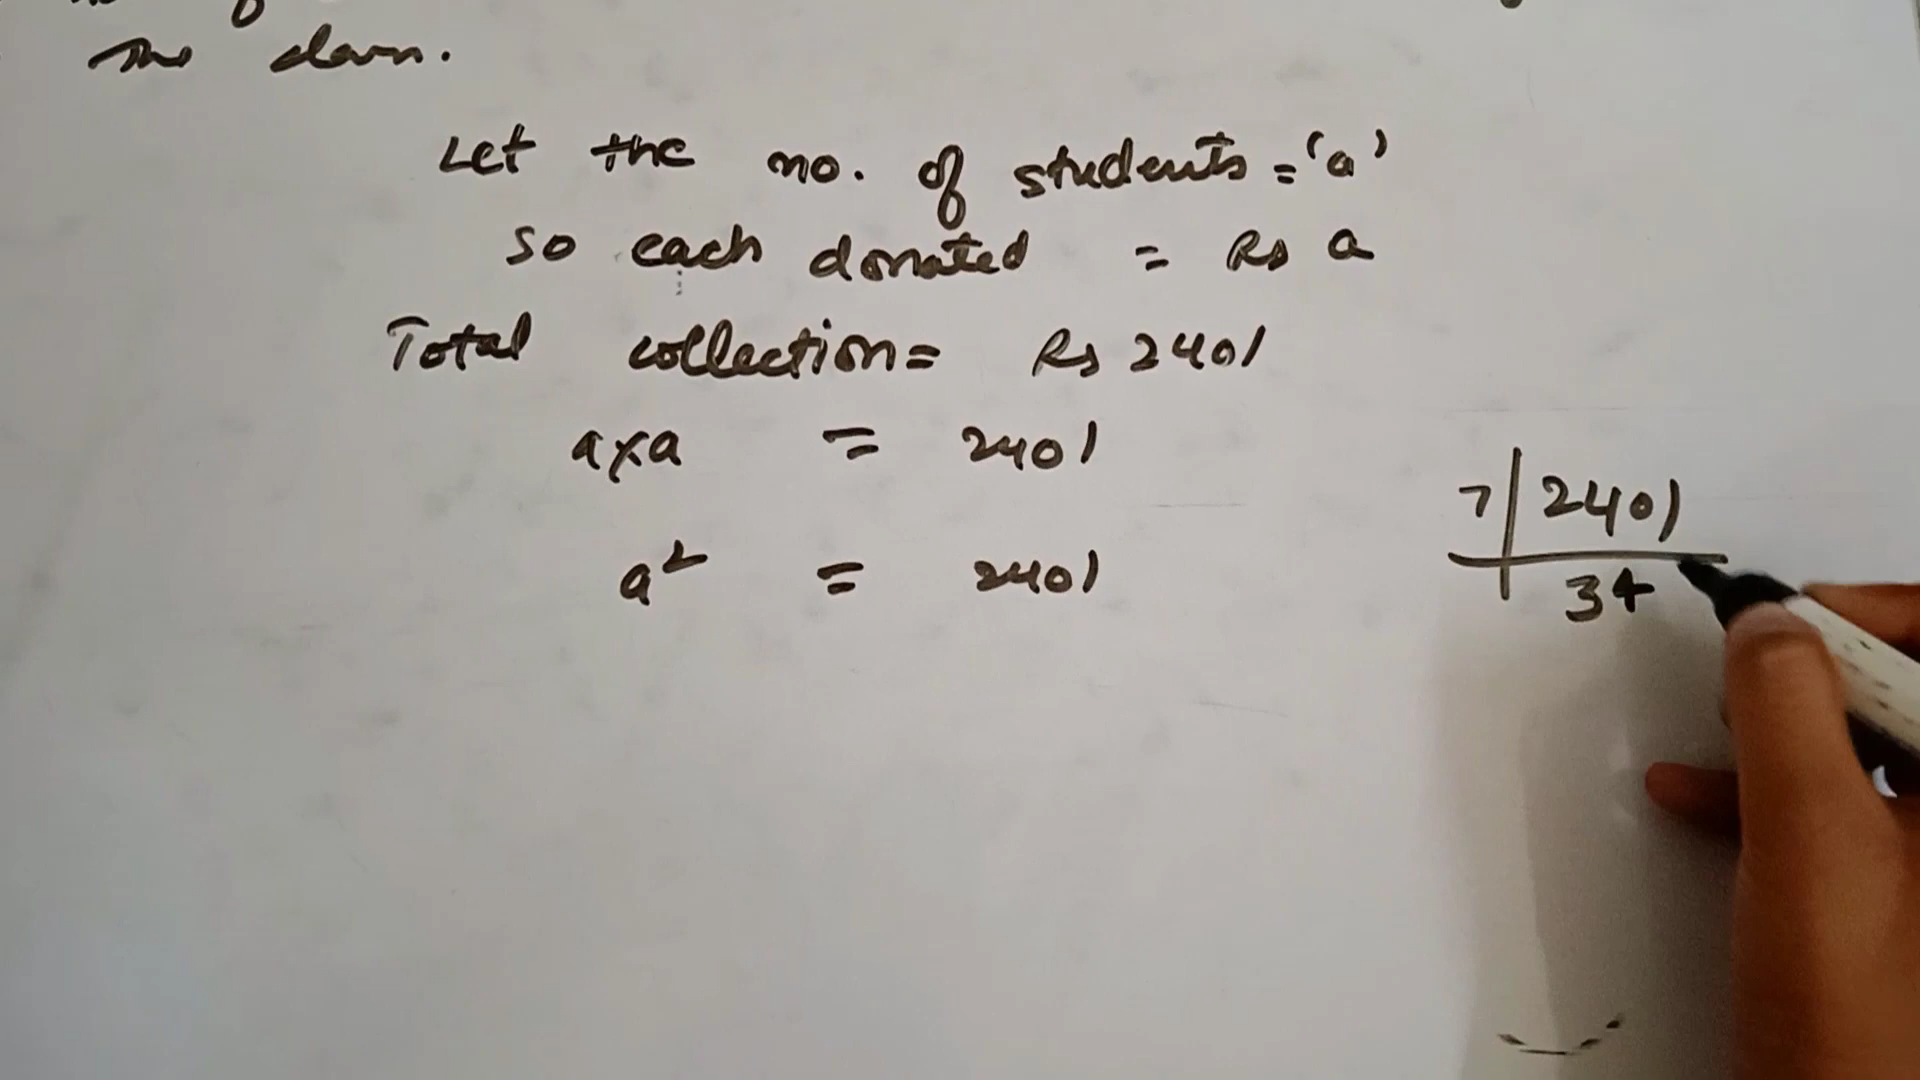 the class.
Let the no. of students = 'a'
so each donated = Rs a
Total collection = Rs 2401
a×a = 2401
a² = 2401
7 | 2401
34